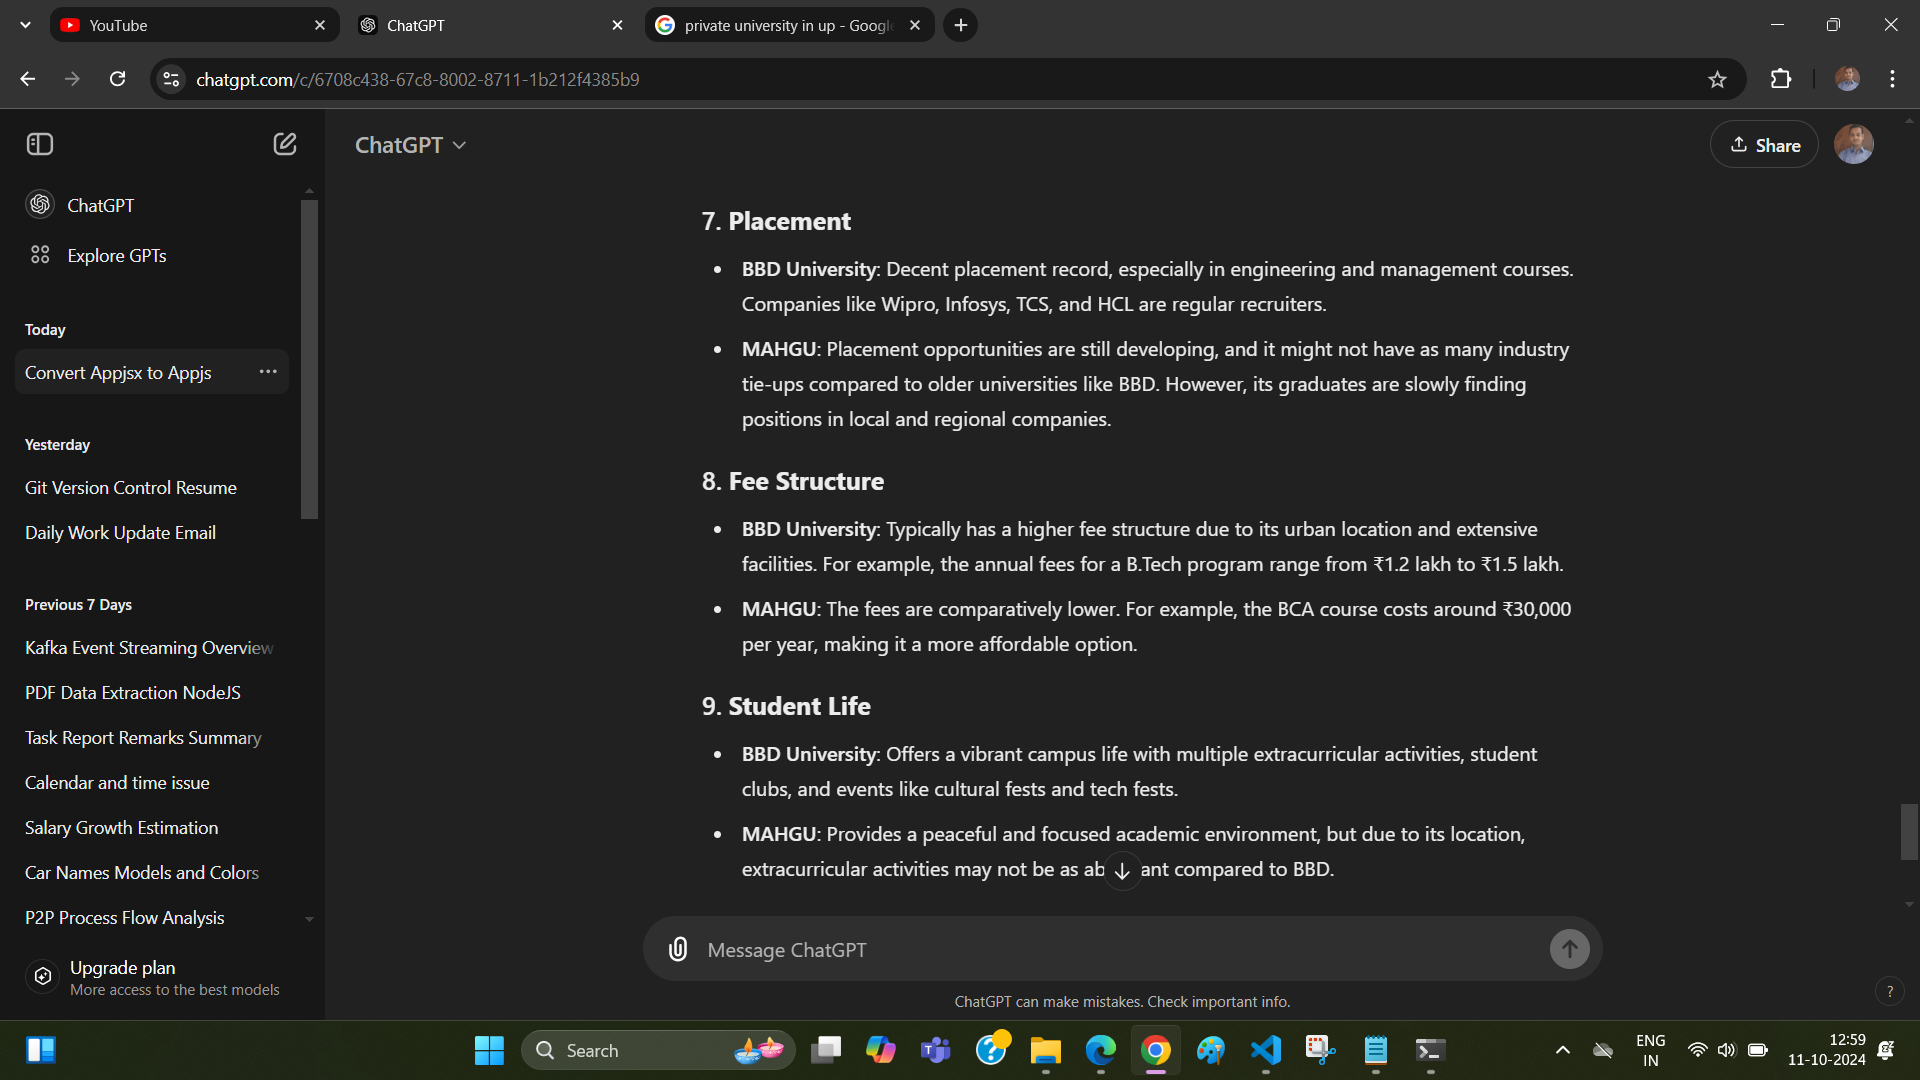 YouTube
ChatGPT
private university in up - Googl
chatgpt.com/c/6708c438-67c8-8002-8711-1b212f4385b9
ChatGPT
Share
ChatGPT
Explore GPTs
Today
Convert Appjsx to Appjs
Yesterday
Git Version Control Resume
Daily Work Update Email
Previous 7 Days
Kafka Event Streaming Overview
PDF Data Extraction NodeJS
Task Report Remarks Summary
Calendar and time issue
Salary Growth Estimation
Car Names Models and Colors
P2P Process Flow Analysis
Upgrade plan
More access to the best models
7. Placement
• BBD University: Decent placement record, especially in engineering and management courses.
Companies like Wipro, Infosys, TCS, and HCL are regular recruiters.
• MAHGU: Placement opportunities are still developing, and it might not have as many industry
tie-ups compared to older universities like BBD. However, its graduates are slowly finding
positions in local and regional companies.
8. Fee Structure
• BBD University: Typically has a higher fee structure due to its urban location and extensive
facilities. For example, the annual fees for a B.Tech program range from ₹1.2 lakh to ₹1.5 lakh.
• MAHGU: The fees are comparatively lower. For example, the BCA course costs around ₹30,000
per year, making it a more affordable option.
9. Student Life
• BBD University: Offers a vibrant campus life with multiple extracurricular activities, student
clubs, and events like cultural fests and tech fests.
• MAHGU: Provides a peaceful and focused academic environment, but due to its location,
extracurricular activities may not be as ab ant compared to BBD.
Message ChatGPT
ChatGPT can make mistakes. Check important info.
?
Search
ENG
IN
12:59
11-10-2024